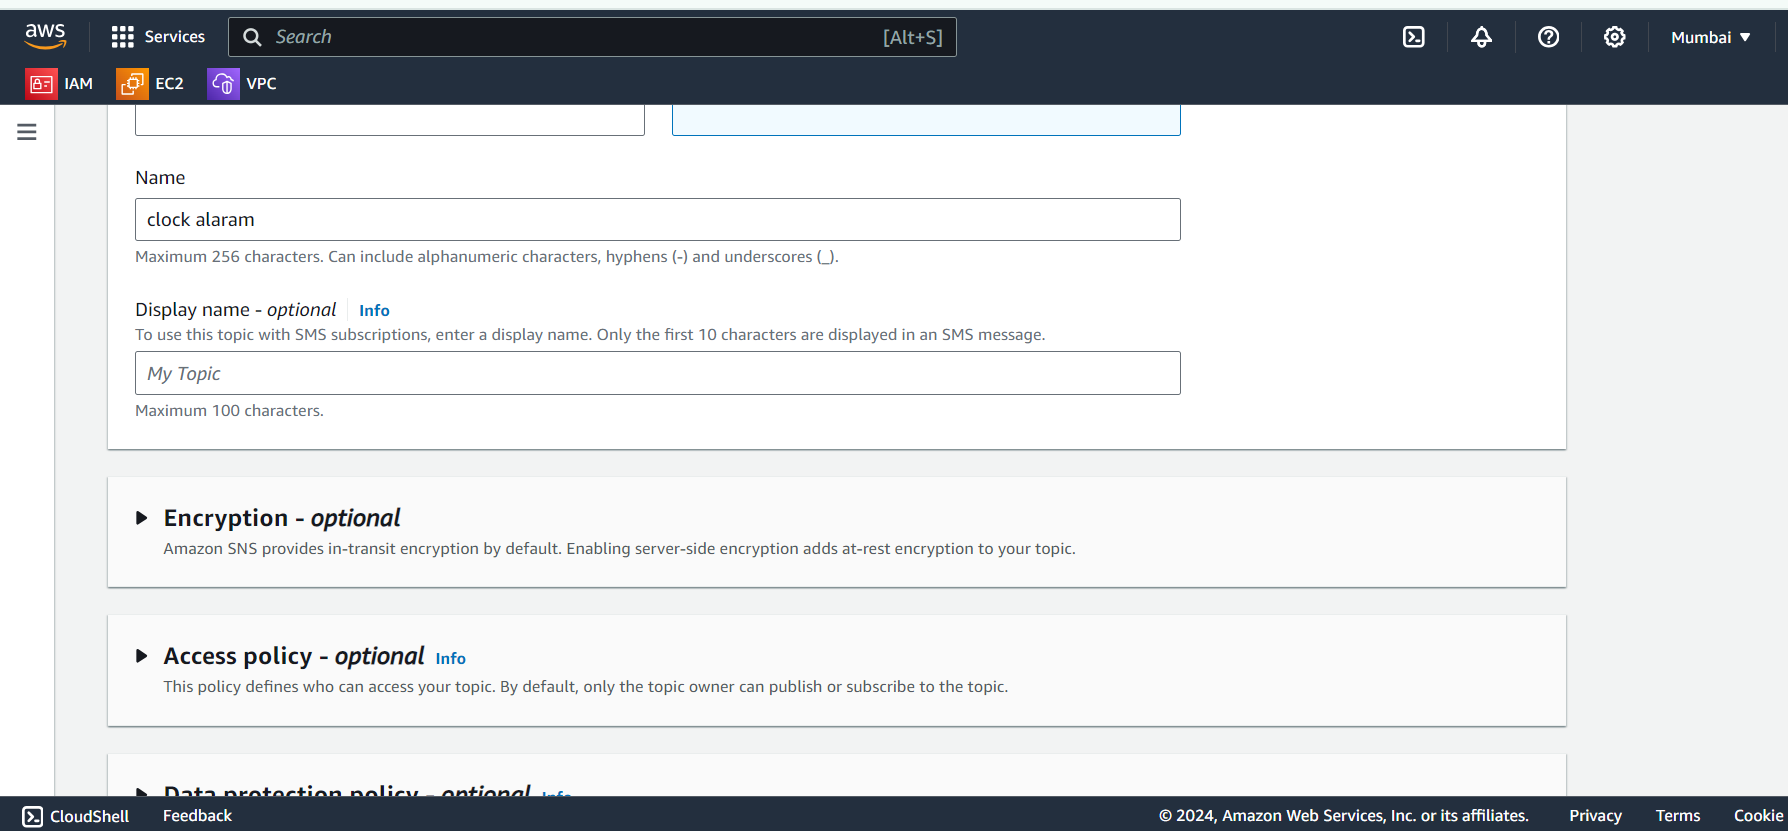 aws
Services
Search
[Alt+S]
Mumbai ▼
IAM
EC2
VPC
Name
clock alaram
Maximum 256 characters. Can include alphanumeric characters, hyphens (-) and underscores (_).
Display name - optional
Info
To use this topic with SMS subscriptions, enter a display name. Only the first 10 characters are displayed in an SMS message.
My Topic
Maximum 100 characters.
Encryption - optional
Amazon SNS provides in-transit encryption by default. Enabling server-side encryption adds at-rest encryption to your topic.
Access policy - optional Info
This policy defines who can access your topic. By default, only the topic owner can publish or subscribe to the topic.
Data protection policy - optional Info
CloudShell
Feedback
© 2024, Amazon Web Services, Inc. or its affiliates.
Privacy
Terms
Cookie